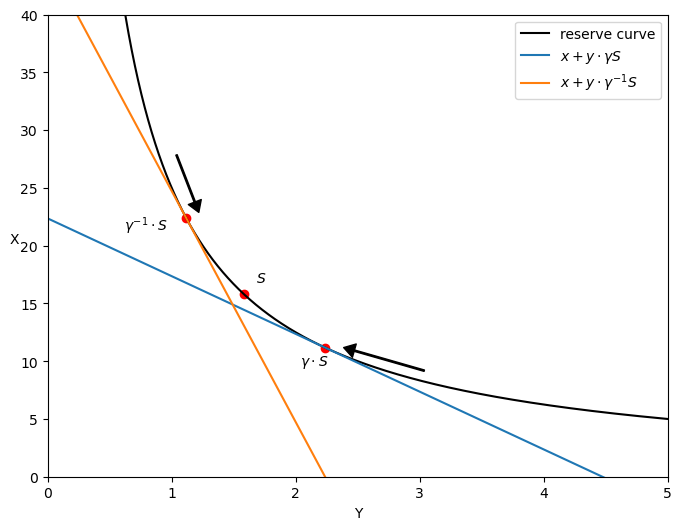 40
35
30
25
20
15
10
5
0
X
0 1 2 3 4 5
Y
reserve curve
x + y · γS
x + y · γ⁻¹S
γ⁻¹ · S
S
γ · S